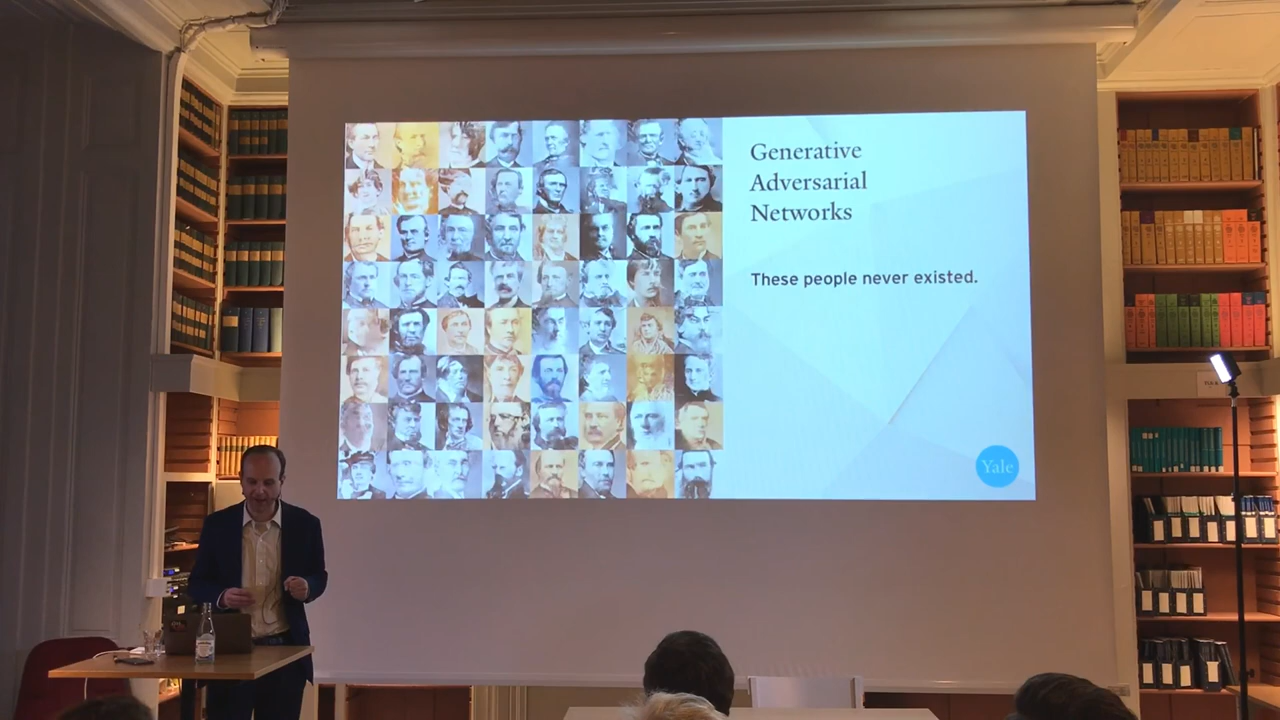 Generative
Adversarial
Networks
These people never existed.
Yale